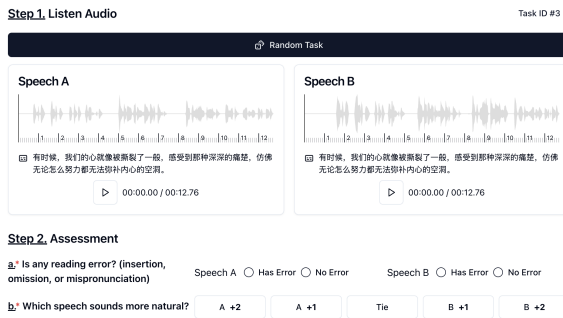 Step 1. Listen Audio
Task ID #3
Random Task
Speech A
1 2 3 4 5 6 7 8 9 10 11 12
有时候，我们的心就像被撕裂了一般，感受到那种深深的痛楚，仿佛
无论怎么努力都无法弥补内心的空洞。
00:00.00 / 00:12.76
Speech B
1 2 3 4 5 6 7 8 9 10 11 12
有时候，我们的心就像被撕裂了一般，感受到那种深深的痛楚，仿佛
无论怎么努力都无法弥补内心的空洞。
00:00.00 / 00:12.76
Step 2. Assessment
a.* Is any reading error? (insertion,
omission, or mispronunciation)
Speech A Has Error No Error
Speech B Has Error No Error
b.* Which speech sounds more natural?
A +2 A +1 Tie B +1 B +2